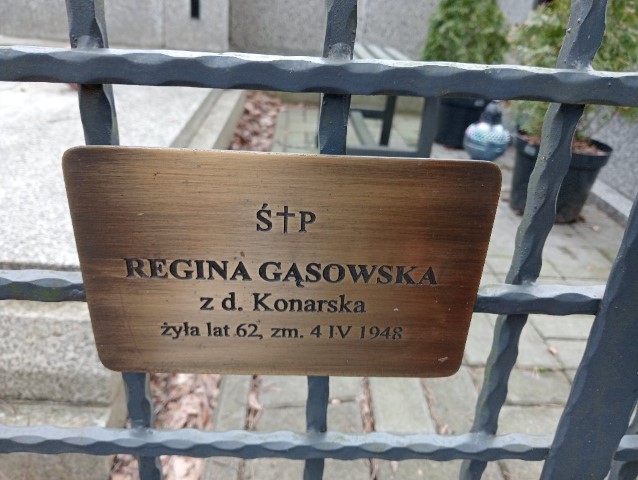 Ś†P
REGINA GĄSOWSKA
z d. Konarska
żyła lat 62, zm. 4 IV 1948